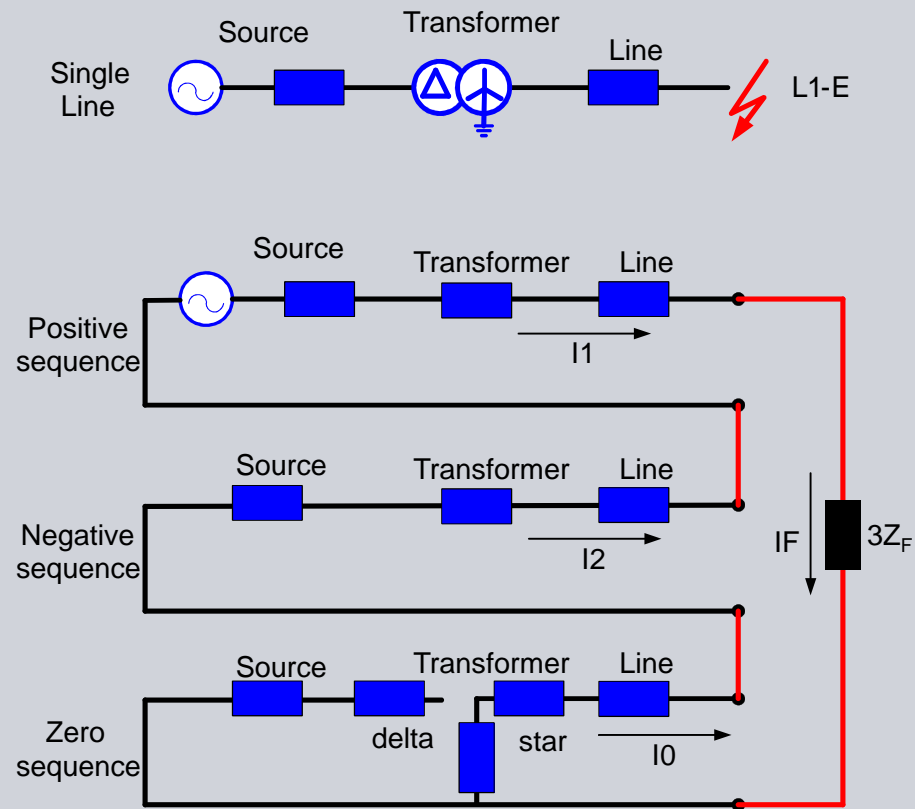 Source
Transformer
Line
Single
Line
L1-E
Source
Transformer
Line
Positive
sequence
I1
Source
Transformer
Line
Negative
sequence
I2
IF
3Z_F
Source
Transformer
Line
delta
star
I0
Zero
sequence